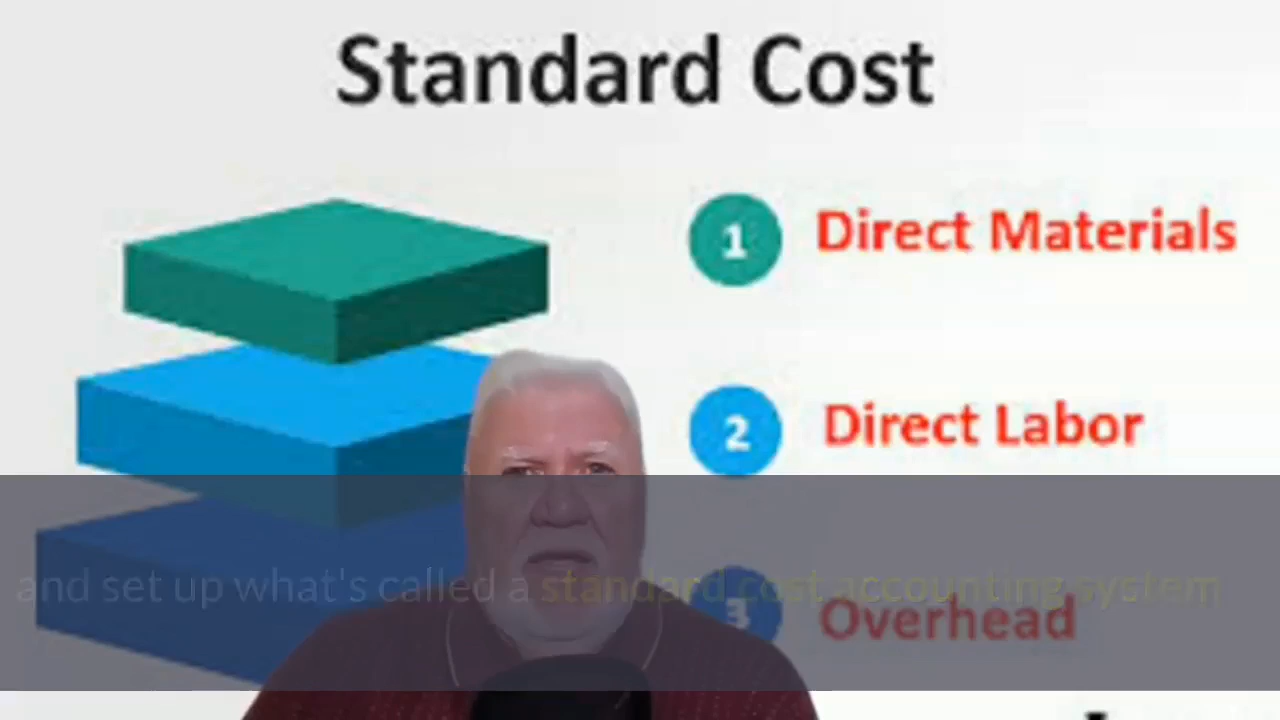 Standard Cost
1 Direct Materials
2 Direct Labor
and set up what's called a standard cost accounting system
3 Overhead